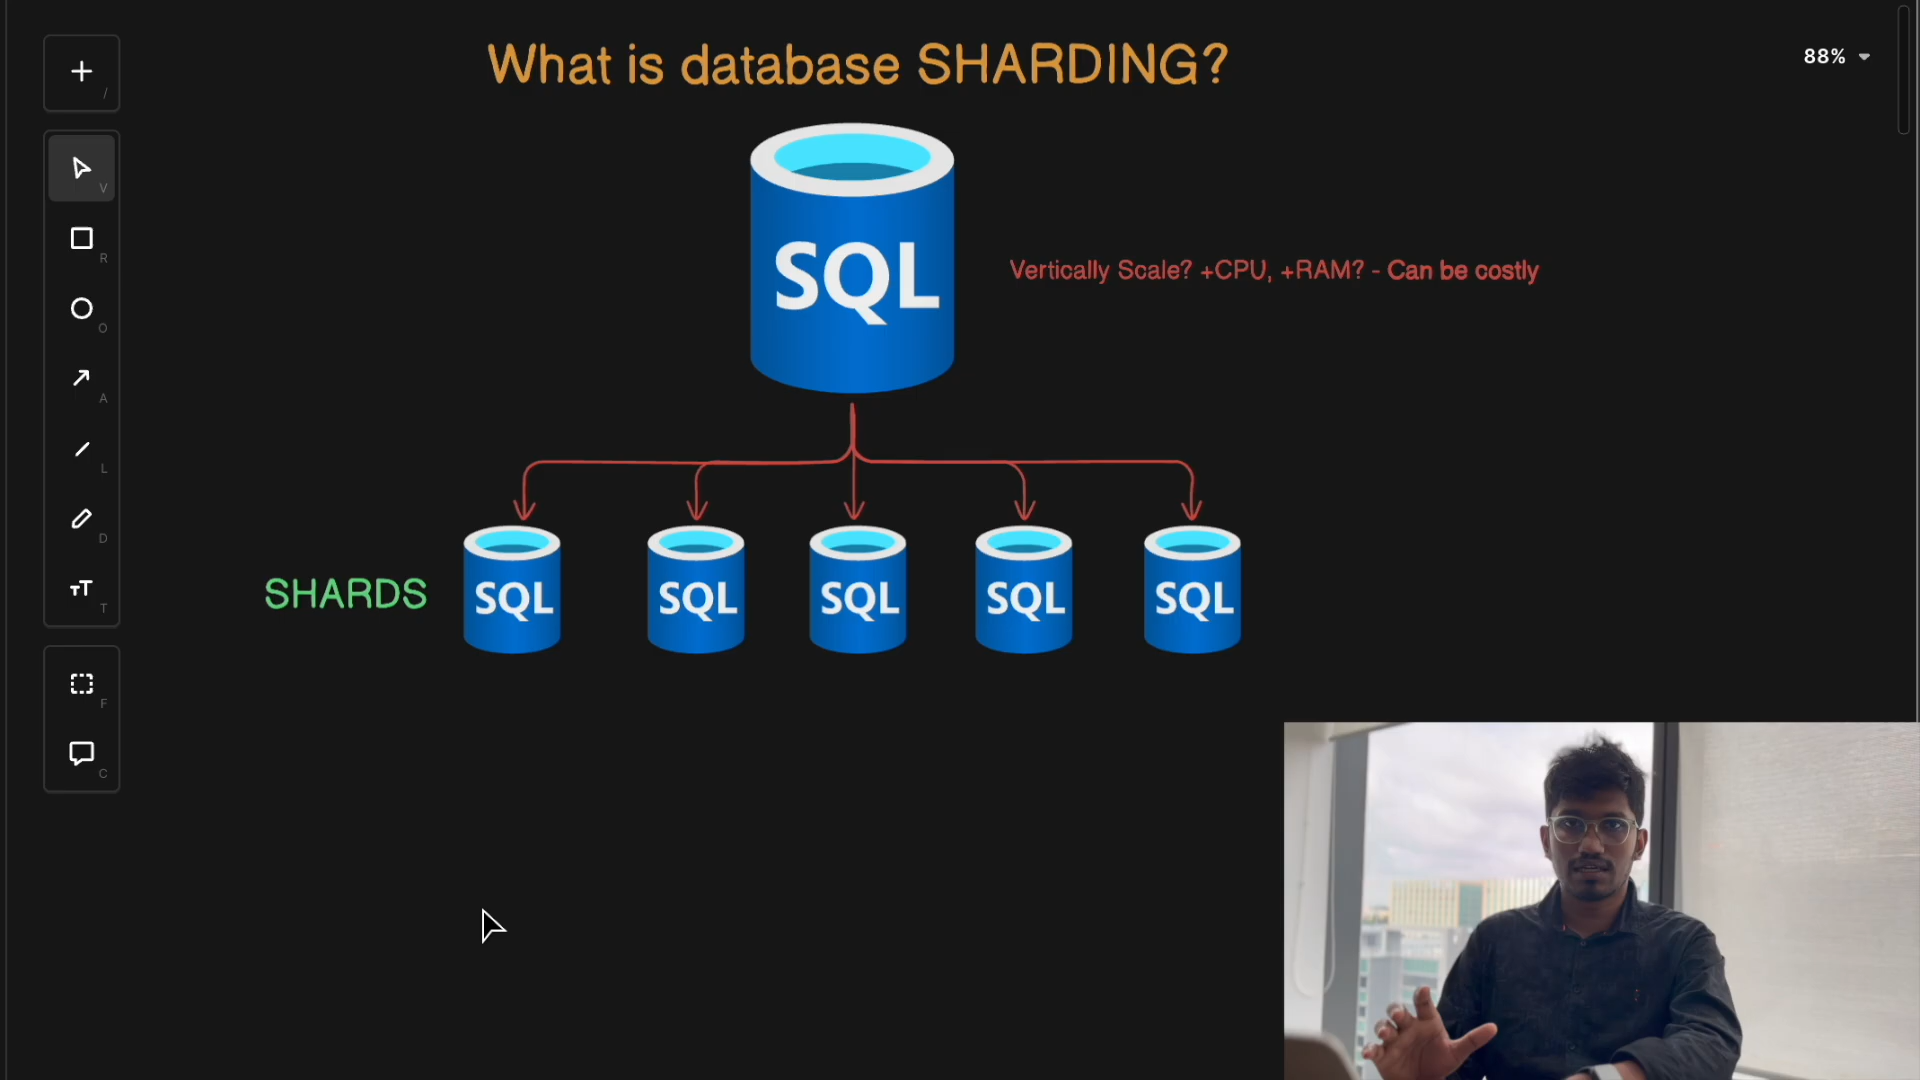 What is database SHARDING?
88%
/
V
R
O
A
L
D
T
F
C
SQL
Vertically Scale? +CPU, +RAM? - Can be costly
SHARDS
SQL SQL SQL SQL SQL